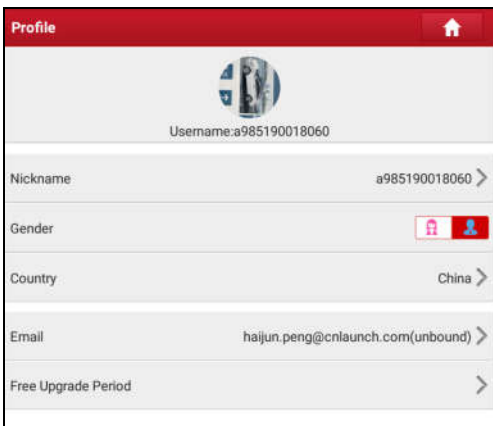 Profile
Username:a985190018060
Nickname a985190018060
Gender
Country China
Email haijun.peng@cnlaunch.com(unbound)
Free Upgrade Period